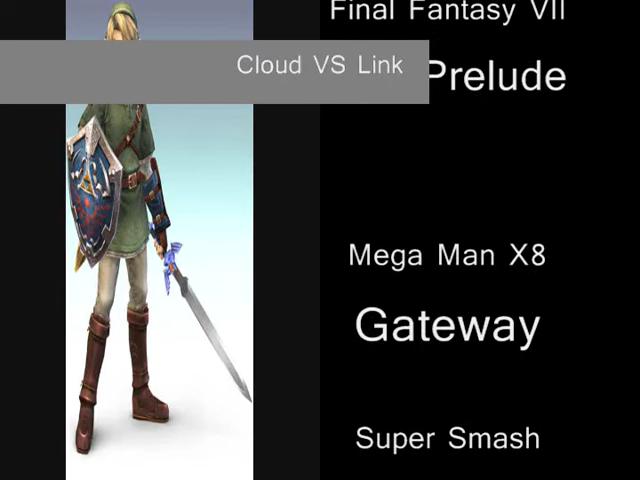 Final Fantasy VII
Cloud VS Link
Prelude
Mega Man X8
Gateway
Super Smash